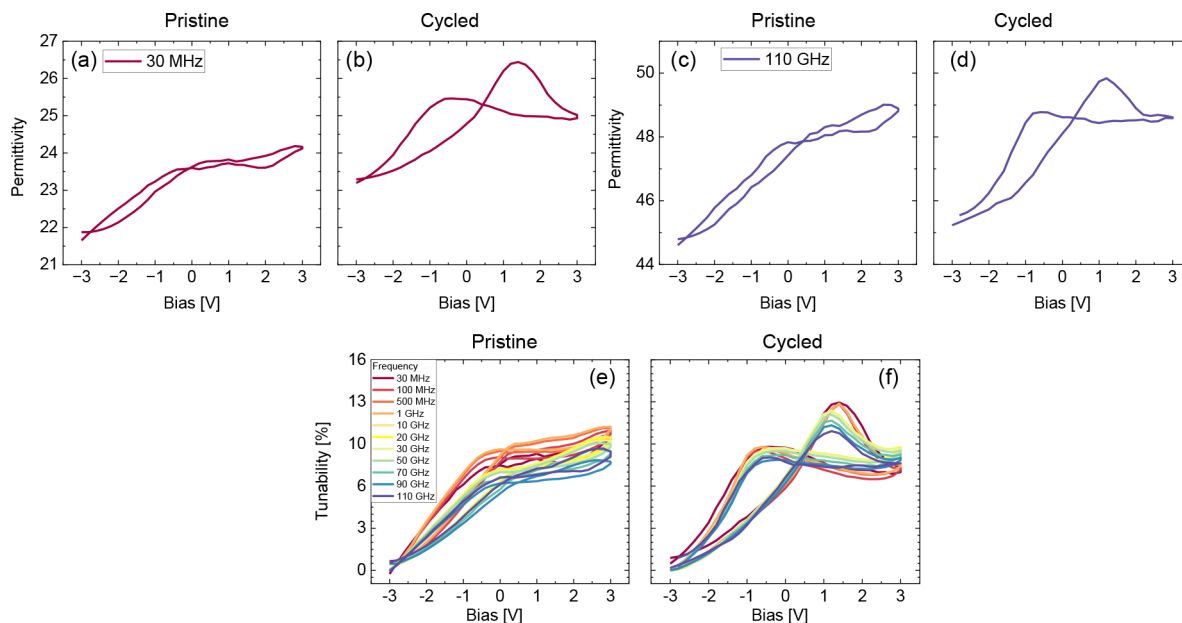 Pristine
Cycled
Pristine
Cycled
(a)
30 MHz
(b)
(c)
110 GHz
(d)
Permittivity
27
26
25
24
23
22
21
−3 −2 −1 0 1 2 3
Bias [V]
−3 −2 −1 0 1 2 3
Bias [V]
Permittivity
50
48
46
44
−3 −2 −1 0 1 2 3
Bias [V]
−3 −2 −1 0 1 2 3
Bias [V]
Pristine
Cycled
(e)
(f)
Tunability [%]
16
13
10
6
3
0
Frequency
30 MHz
100 MHz
500 MHz
1 GHz
10 GHz
20 GHz
30 GHz
50 GHz
70 GHz
90 GHz
110 GHz
-3 -2 -1 0 1 2 3
Bias [V]
-3 -2 -1 0 1 2 3
Bias [V]